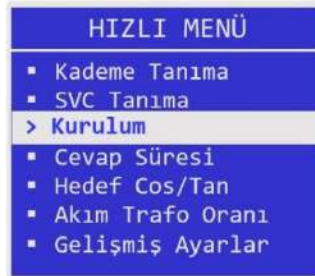 HIZLI MENÜ
▪ Kademe Tanıma
▪ SVC Tanıma
> Kurulum
▪ Cevap Süresi
▪ Hedef Cos/Tan
▪ Akım Trafo Oranı
▪ Gelişmiş Ayarlar